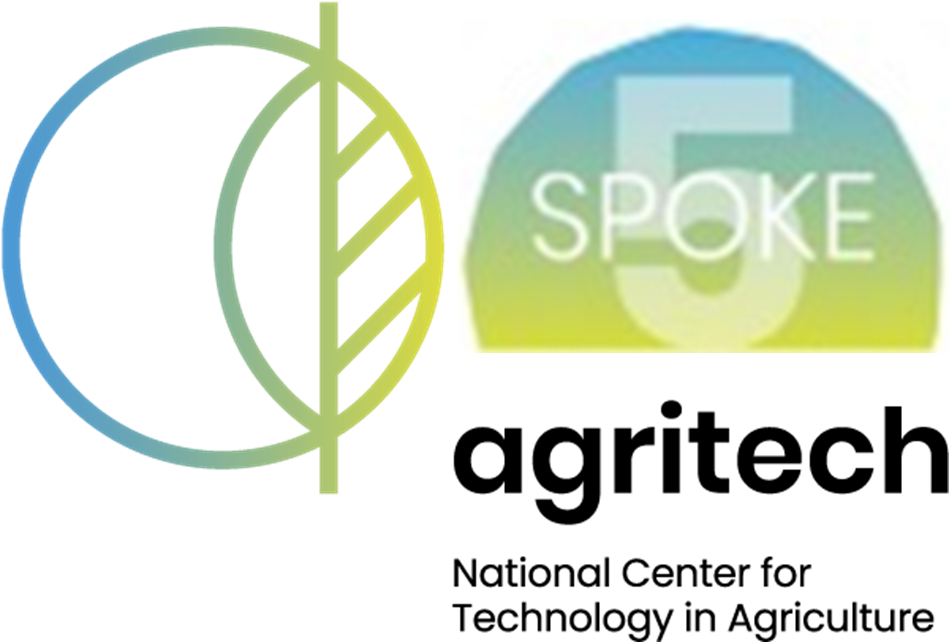 5
SPOKE
agritech
National Center for
Technology in Agriculture